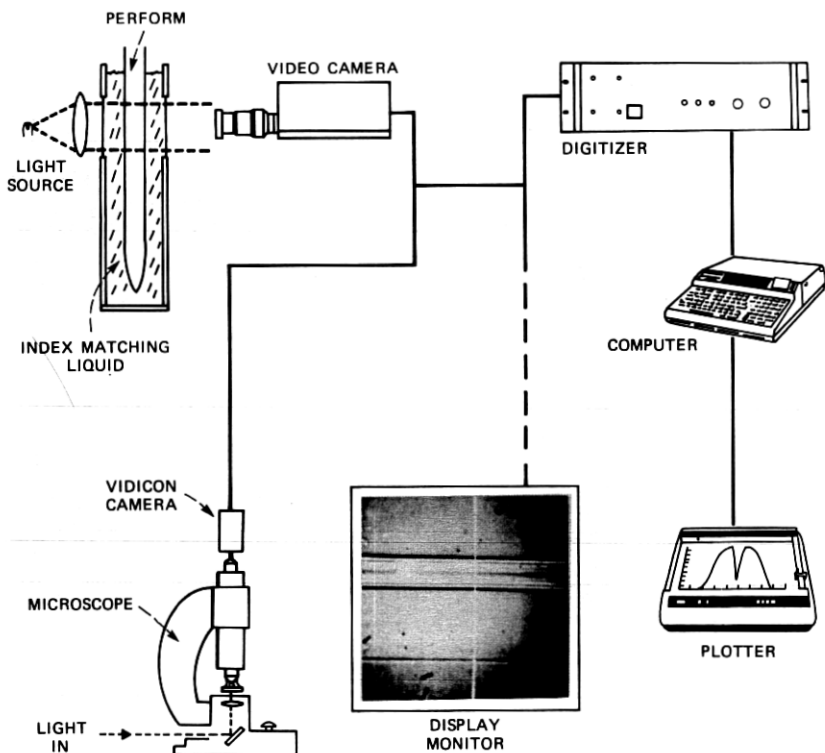 PERFORM
VIDEO CAMERA
LIGHT
SOURCE
DIGITIZER
INDEX MATCHING
LIQUID
COMPUTER
VIDICON
CAMERA
MICROSCOPE
PLOTTER
LIGHT
IN
DISPLAY
MONITOR